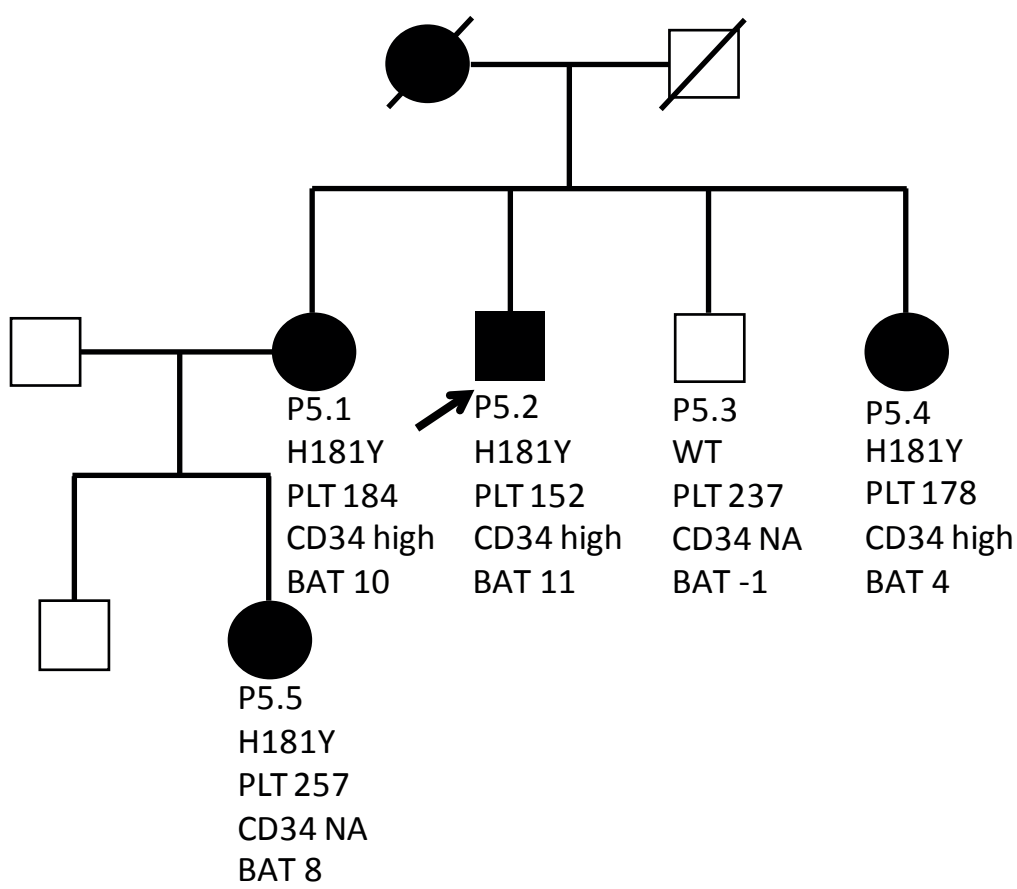 P5.1
H181Y
PLT 184
CD34 high
BAT 10
P5.2
H181Y
PLT 152
CD34 high
BAT 11
P5.3
WT
PLT 237
CD34 NA
BAT -1
P5.4
H181Y
PLT 178
CD34 high
BAT 4
P5.5
H181Y
PLT 257
CD34 NA
BAT 8